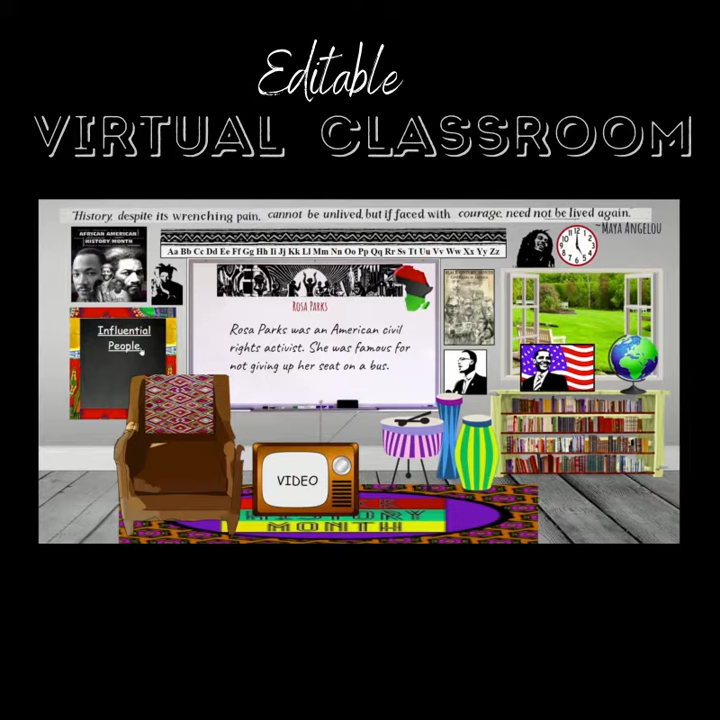 Editable
VIRTUAL CLASSROOM
"History, despite its wrenching pain, cannot be unlived, but if faced with courage, need not be lived again."
-MAYA ANGELOU
AFRICAN AMERICAN
HISTORY MONTH
Aa Bb Cc Dd Ee Ff Gg Hh Ii Jj Kk Ll Mm Nn Oo Pp Qq Rr Ss Tt Uu Vv Ww Xx Yy Zz
ROSA PARKS
Rosa Parks was an American civil
rights activist. She was famous for
not giving up her seat on a bus.
Influential
People
VIDEO
HISTORY
MONTH